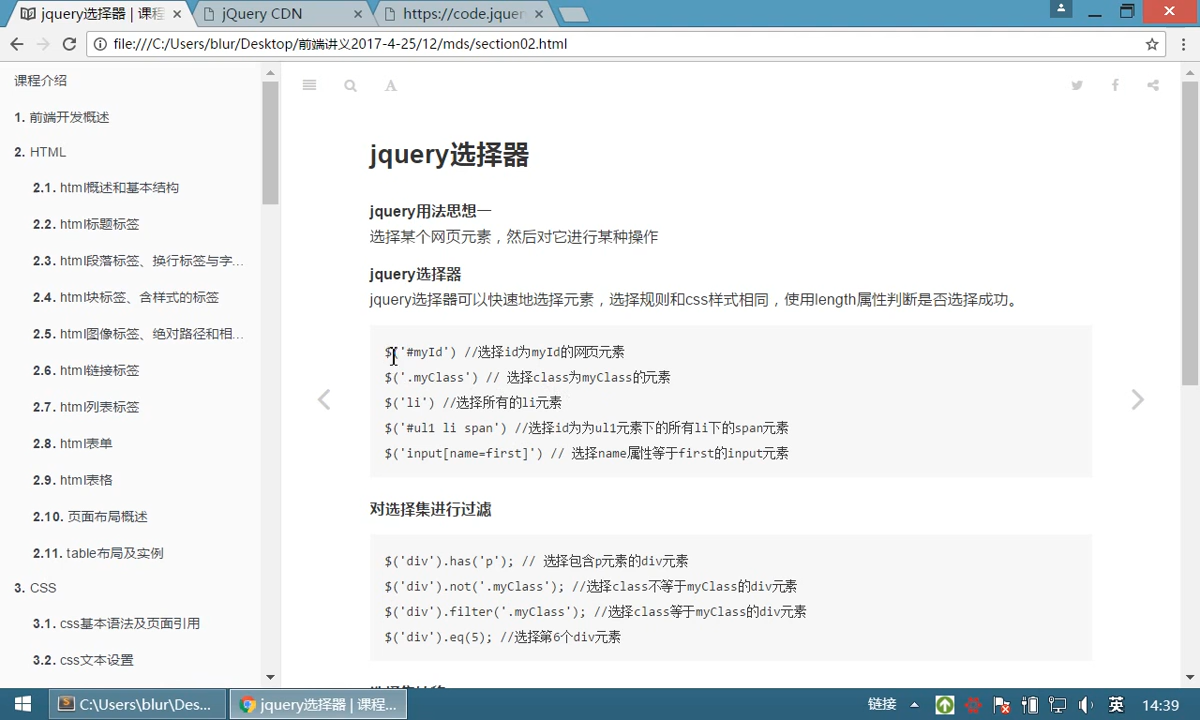 jquery选择器 | 课程
jQuery CDN
https://code.jquer
file:///C:/Users/blur/Desktop/前端讲义2017-4-25/12/mds/section02.html
课程介绍
1. 前端开发概述
2. HTML
2.1. html概述和基本结构
2.2. html标题标签
2.3. html段落标签、换行标签与字...
2.4. html块标签、含样式的标签
2.5. html图像标签、绝对路径和相...
2.6. html链接标签
2.7. html列表标签
2.8. html表单
2.9. html表格
2.10. 页面布局概述
2.11. table布局及实例
3. CSS
3.1. css基本语法及页面引用
3.2. css文本设置
A
jquery选择器
jquery用法思想一
选择某个网页元素，然后对它进行某种操作
jquery选择器
jquery选择器可以快速地选择元素，选择规则和css样式相同，使用length属性判断是否选择成功。
$('#myId') //选择id为myId的网页元素
$('.myClass') // 选择class为myClass的元素
$('li') //选择所有的li元素
$('#ul1 li span') //选择id为为ul1元素下的所有li下的span元素
$('input[name=first]') // 选择name属性等于first的input元素
对选择集进行过滤
$('div').has('p'); // 选择包含p元素的div元素
$('div').not('.myClass'); //选择class不等于myClass的div元素
$('div').filter('.myClass'); //选择class等于myClass的div元素
$('div').eq(5); //选择第6个div元素
C:\Users\blur\Des...
jquery选择器 | 课程...
链接
英
14:39